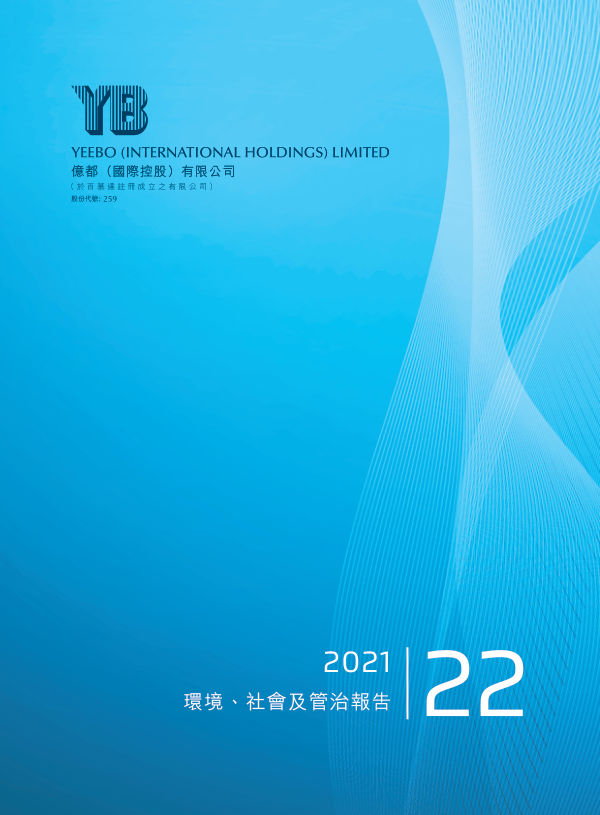 YB
YEEBO (INTERNATIONAL HOLDINGS) LIMITED
億都（國際控股）有限公司
（於百慕達註冊成立之有限公司）
股份代號: 259
2021
22
環境、社會及管治報告